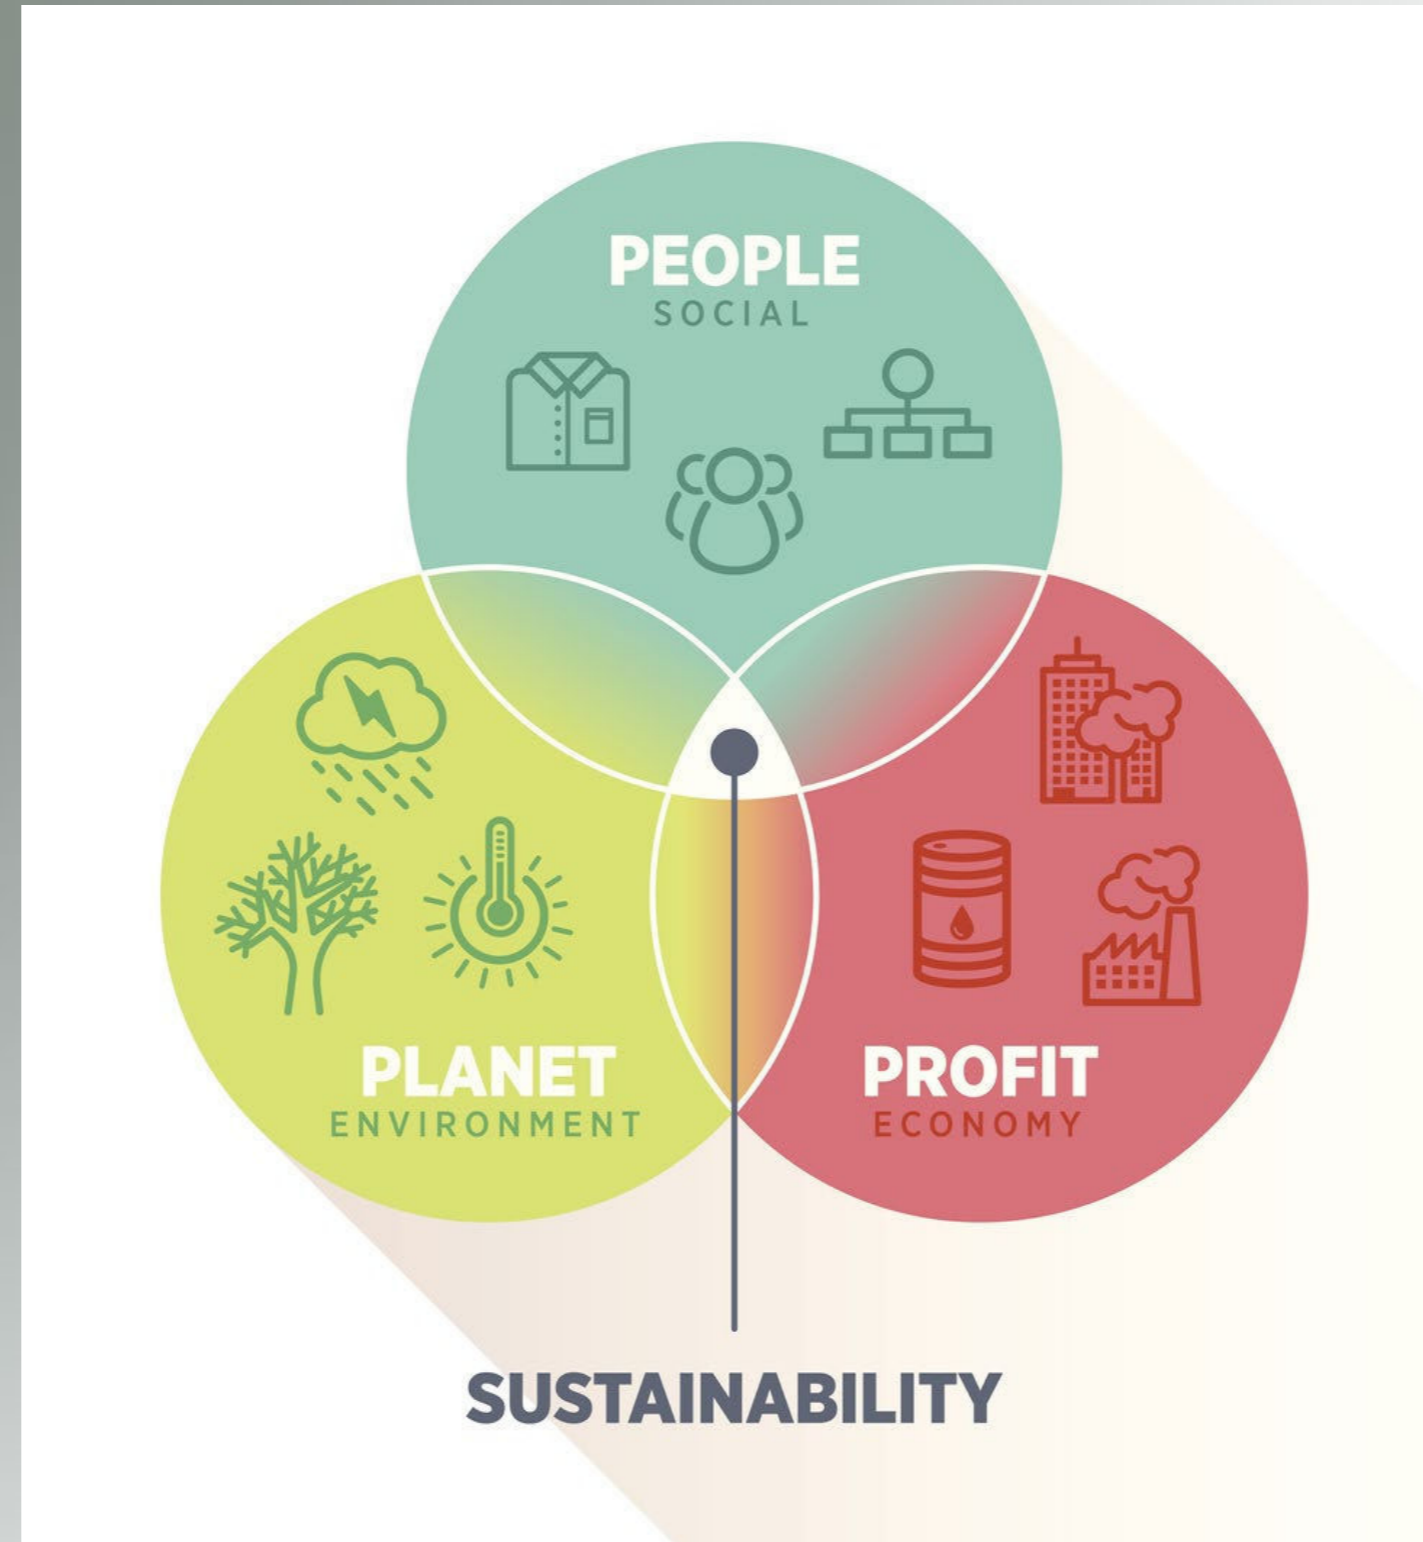 PEOPLE
SOCIAL
PLANET
ENVIRONMENT
PROFIT
ECONOMY
SUSTAINABILITY